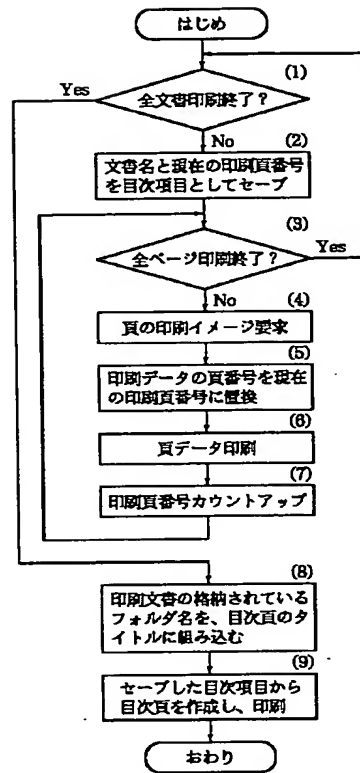 はじめ
(1)
Yes
全文書印刷終了？
No
(2)
文書名と現在の印刷頁番号
を目次項目としてセーブ
(3)
全ページ印刷終了？
Yes
No
(4)
頁の印刷イメージ要求
(5)
印刷データの頁番号を現在
の印刷頁番号に置換
(6)
頁データ印刷
(7)
印刷頁番号カウントアップ
(8)
印刷文書の格納されている
フォルダ名を、目次頁のタ
イトルに組み込む
(9)
セーブした目次項目から
目次頁を作成し、印刷
おわり